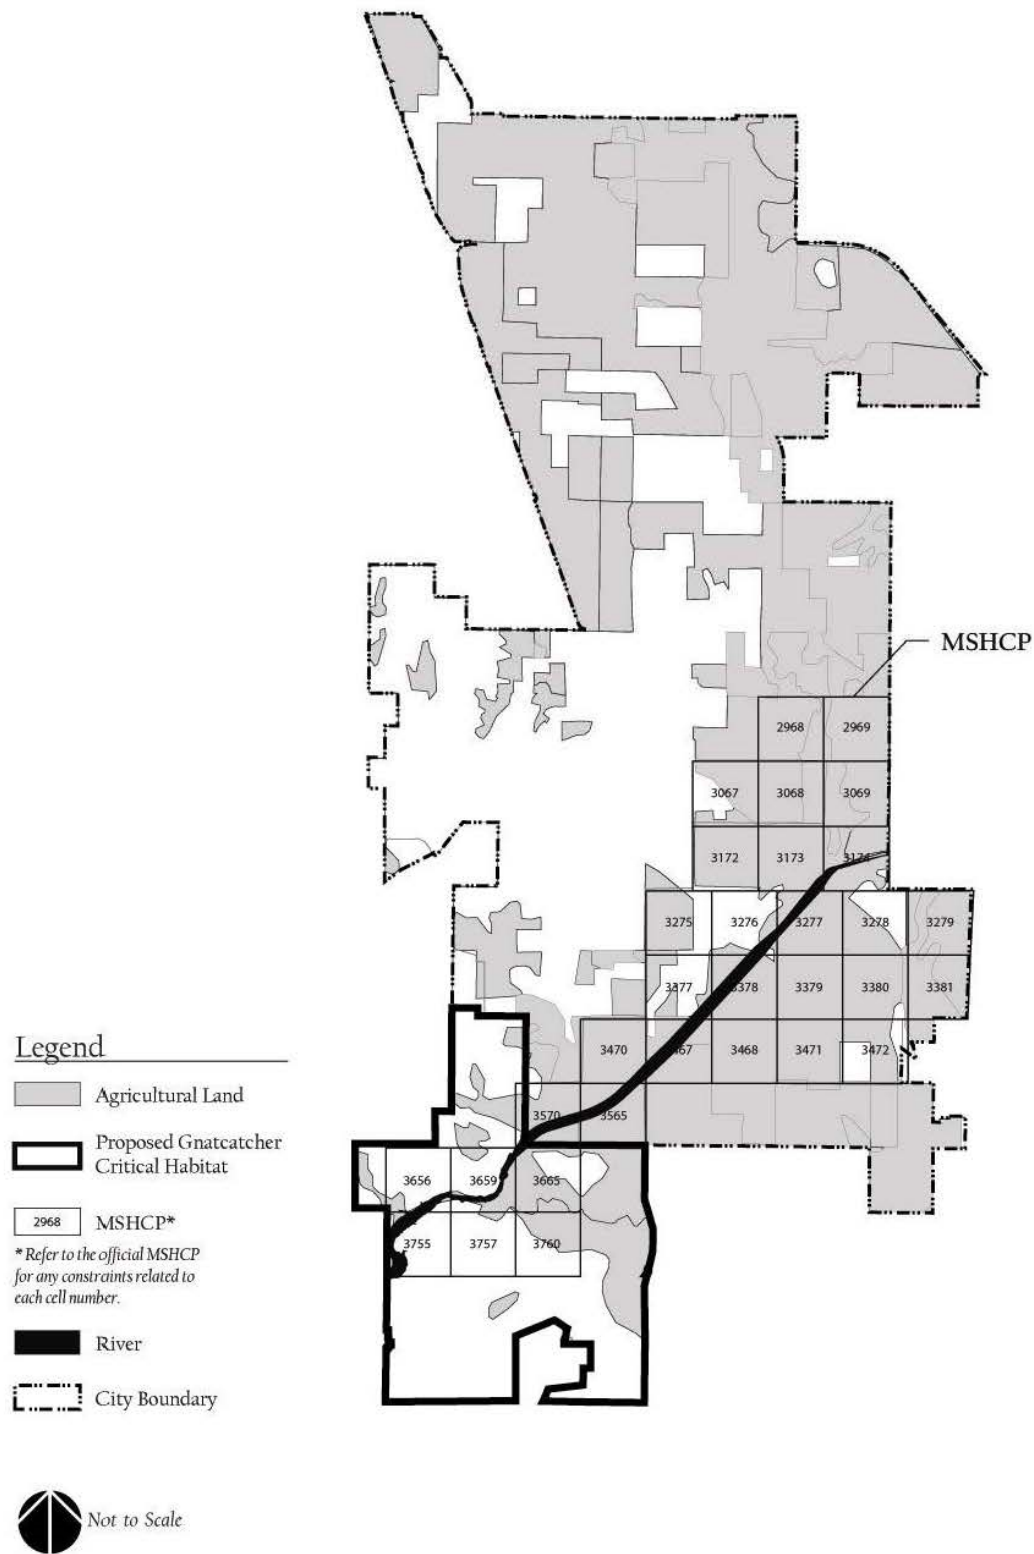 MSHCP
2968 2969
3067 3068 3069
3172 3173 3174
3275 3276 3277 3278 3279
3377 3378 3379 3380 3381
3470 3467 3468 3471 3472
3570 3565
3656 3659 3665
3755 3757 3760
Legend
Agricultural Land
Proposed Gnatcatcher
Critical Habitat
2968 MSHCP*
* Refer to the official MSHCP
for any constraints related to
each cell number.
River
City Boundary
Not to Scale